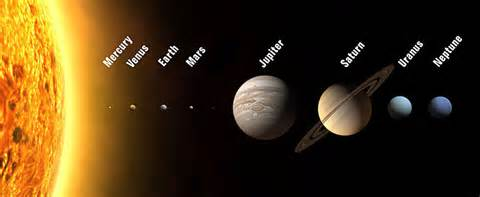 Mercury
Venus
Earth
Mars
Jupiter
Saturn
Uranus
Neptune